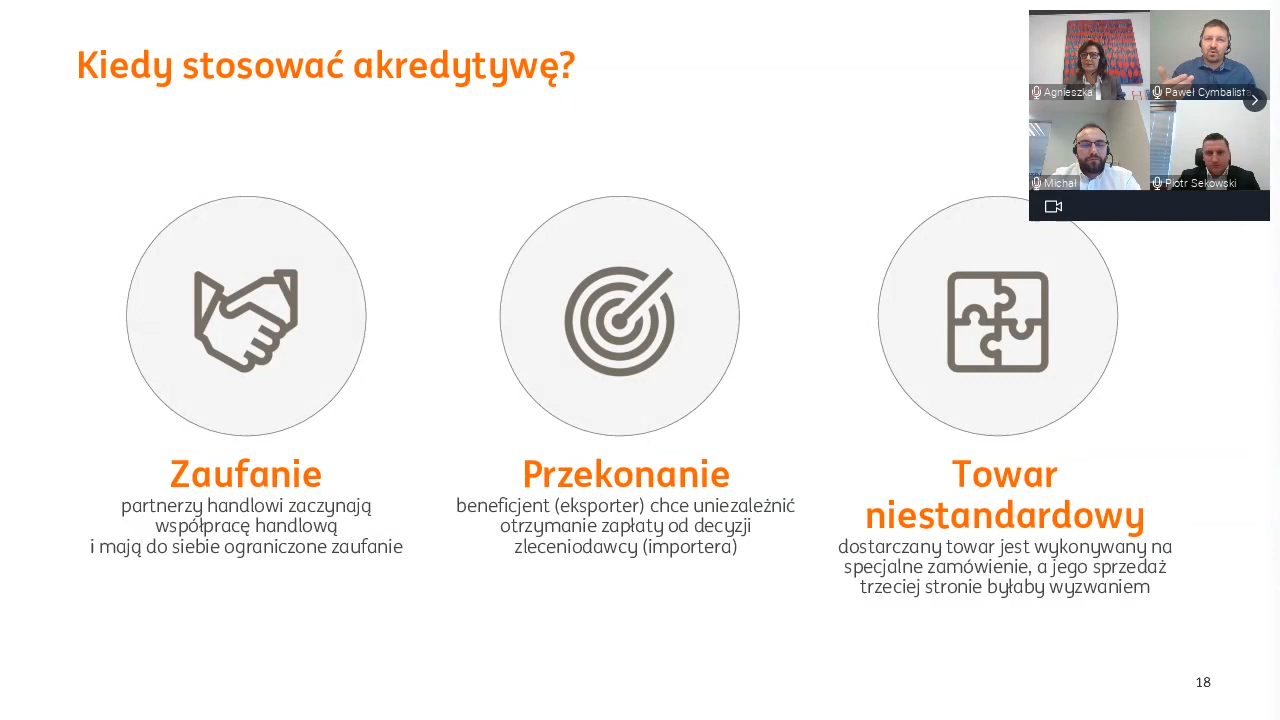 Kiedy stosować akredytywę?
Agnieszka
Paweł Cymbalista
Michał
Piotr Sekowski
Zaufanie
partnerzy handlowi zaczynają
współpracę handlową
i mają do siebie ograniczone zaufanie
Przekonanie
beneficjent (eksporter) chce uniezależnić
otrzymanie zapłaty od decyzji
zleceniodawcy (importera)
Towar
niestandardowy
dostarczany towar jest wykonywany na
specjalne zamówienie, a jego sprzedaż
trzeciej stronie byłaby wyzwaniem
18